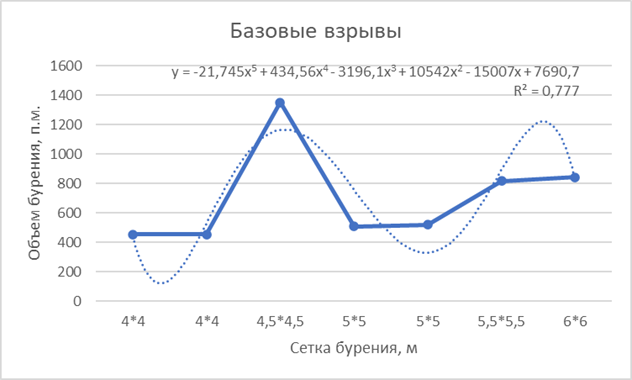 Базовые взрывы
y = -21,745x⁵ + 434,56x⁴ - 3196,1x³ + 10542x² - 15007x + 7690,7
R² = 0,777
Объем бурения, п.м.
1600
1400
1200
1000
800
600
400
200
0
4*4 4*4 4,5*4,5 5*5 5*5 5,5*5,5 6*6
Сетка бурения, м